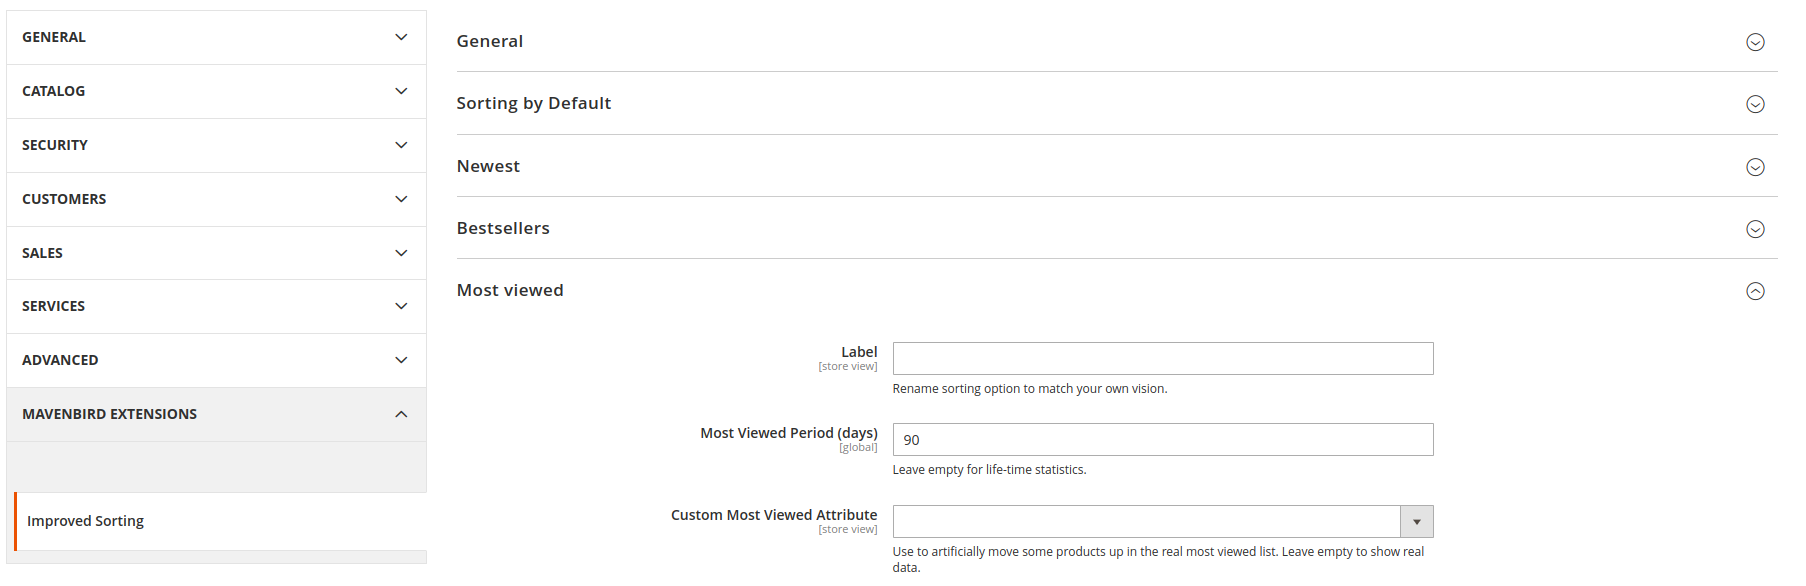 GENERAL
CATALOG
SECURITY
CUSTOMERS
SALES
SERVICES
ADVANCED
MAVENBIRD EXTENSIONS
Improved Sorting
General
Sorting by Default
Newest
Bestsellers
Most viewed
Label
[store view]
Rename sorting option to match your own vision.
Most Viewed Period (days)
[global]
90
Leave empty for life-time statistics.
Custom Most Viewed Attribute
[store view]
Use to artificially move some products up in the real most viewed list. Leave empty to show real
data.